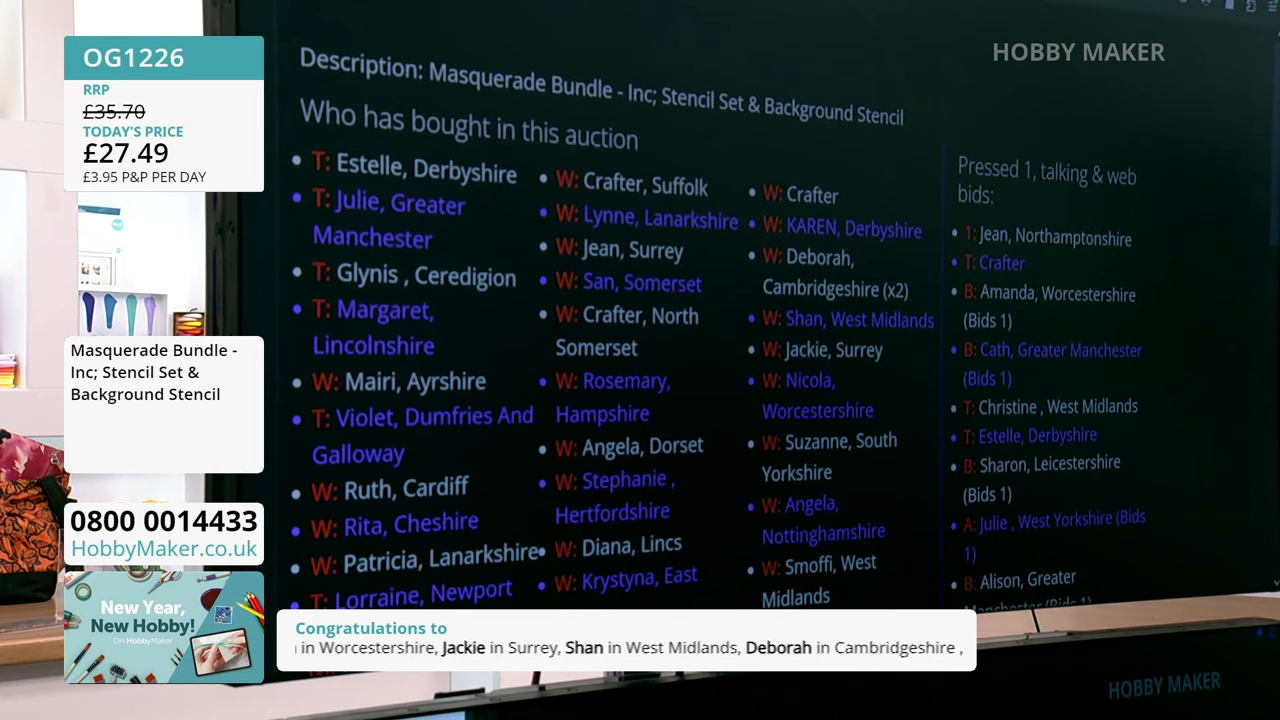 OG1226
RRP
£35.70
TODAY'S PRICE
£27.49
£3.95 P&P PER DAY
Masquerade Bundle -
Inc; Stencil Set &
Background Stencil
0800 0014433
HobbyMaker.co.uk
New Year,
New Hobby!
On HobbyMaker
HOBBY MAKER
Description: Masquerade Bundle - Inc; Stencil Set & Background Stencil
Who has bought in this auction
T: Estelle, Derbyshire
T: Julie, Greater
Manchester
T: Glynis , Ceredigion
T: Margaret,
Lincolnshire
W: Mairi, Ayrshire
T: Violet, Dumfries And
Galloway
W: Ruth, Cardiff
W: Rita, Cheshire
W: Patricia, Lanarkshire
T: Lorraine, Newport
W: Crafter, Suffolk
W: Lynne, Lanarkshire
W: Jean, Surrey
W: San, Somerset
W: Crafter, North
Somerset
W: Rosemary,
Hampshire
W: Angela, Dorset
W: Stephanie ,
Hertfordshire
W: Diana, Lincs
W: Krystyna, East
W: Crafter
W: KAREN, Derbyshire
W: Deborah,
Cambridgeshire (x2)
W: Shan, West Midlands
W: Jackie, Surrey
W: Nicola,
Worcestershire
W: Suzanne, South
Yorkshire
W: Angela,
Nottinghamshire
W: Smoffi, West
Midlands
Pressed 1, talking & web
bids:
1: Jean, Northamptonshire
T: Crafter
B: Amanda, Worcestershire
(Bids 1)
B: Cath, Greater Manchester
(Bids 1)
T: Christine , West Midlands
T: Estelle, Derbyshire
B: Sharon, Leicestershire
(Bids 1)
A: Julie , West Yorkshire (Bids
1)
B: Alison, Greater
Manchester (Bids 1)
Congratulations to
in Worcestershire, Jackie in Surrey, Shan in West Midlands, Deborah in Cambridgeshire ,
HOBBY MAKER